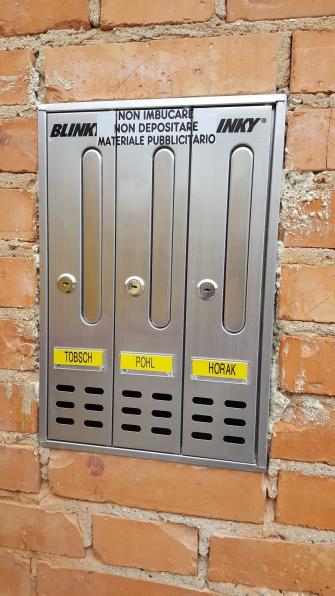 BLINK
NON IMBUCARE
NON DEPOSITARE
MATERIALE PUBBLICITARIO
INKY®
TOBSCH
POHL
HORAK